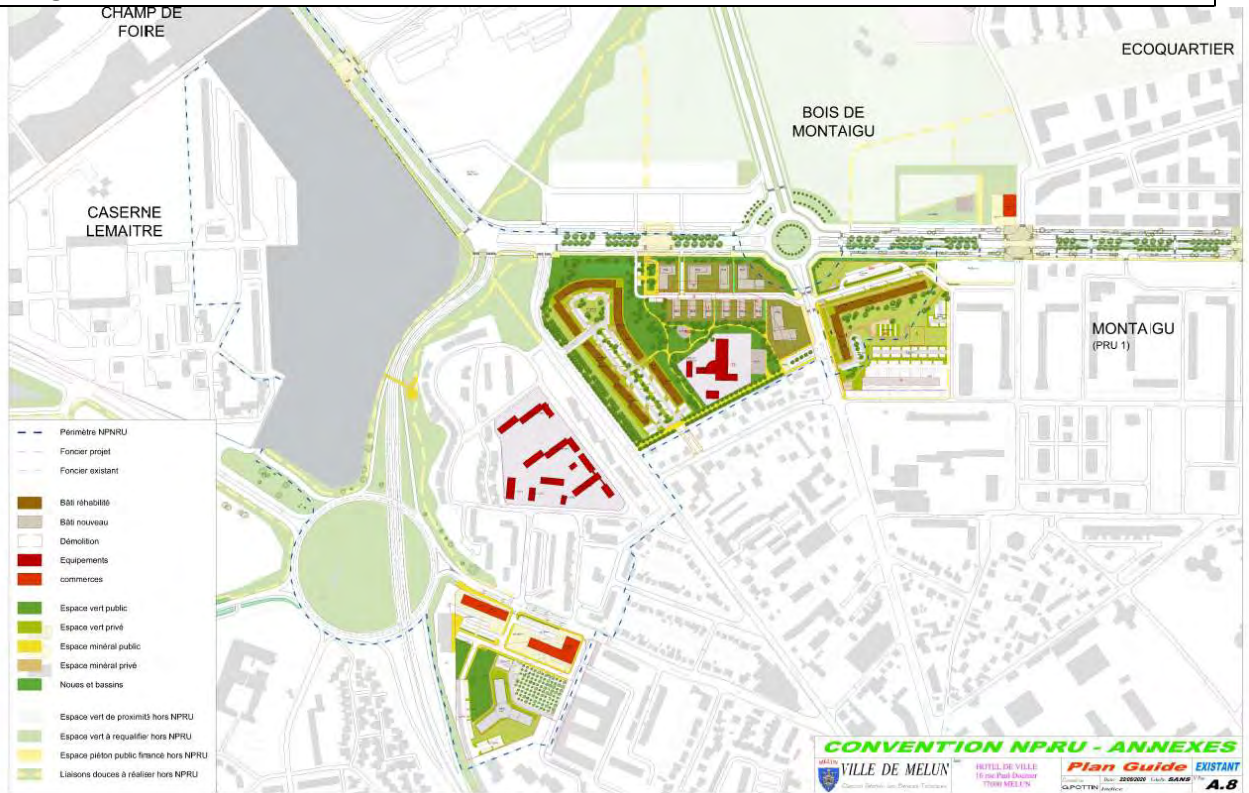 CHAMP DE
FOIRE
ECOQUARTIER
BOIS DE
MONTAIGU
CASERNE
LEMAITRE
MONTAIGU
(PRU 1)
Périmètre NPNRU
Foncier projet
Foncier existant
Bâti réhabilité
Bâti nouveau
Démolition
Equipements
commerces
Espace vert public
Espace vert privé
Espace minéral public
Espace minéral privé
Noues et bassins
Espace vert de proximité hors NPRU
Espace vert à requalifier hors NPRU
Espace piéton public financé hors NPRU
Liaisons douces à réaliser hors NPRU
CONVENTION NPRU - ANNEXES
MELUN
VILLE DE MELUN
HOTEL DE VILLE
16 rue Paul Doumer
77000 MELUN
Plan Guide
EXISTANT
G.POTTIN
SANS
A.8